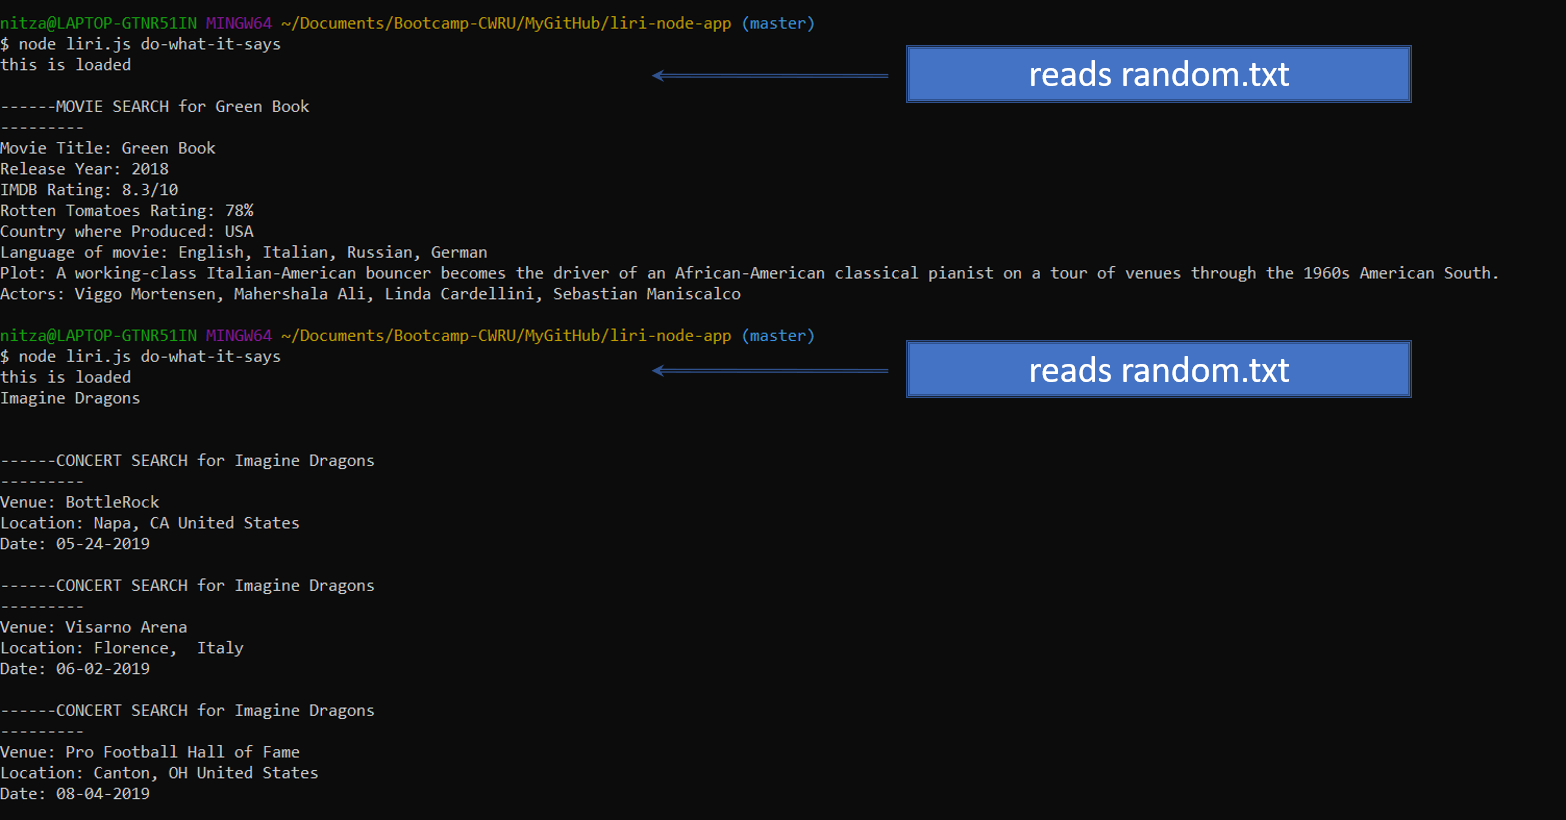 nitza@LAPTOP-GTNR51IN MINGW64 ~/Documents/Bootcamp-CWRU/MyGitHub/liri-node-app (master)
$ node liri.js do-what-it-says
this is loaded
reads random.txt
------MOVIE SEARCH for Green Book
---------
Movie Title: Green Book
Release Year: 2018
IMDB Rating: 8.3/10
Rotten Tomatoes Rating: 78%
Country where Produced: USA
Language of movie: English, Italian, Russian, German
Plot: A working-class Italian-American bouncer becomes the driver of an African-American classical pianist on a tour of venues through the 1960s American South.
Actors: Viggo Mortensen, Mahershala Ali, Linda Cardellini, Sebastian Maniscalco
nitza@LAPTOP-GTNR51IN MINGW64 ~/Documents/Bootcamp-CWRU/MyGitHub/liri-node-app (master)
$ node liri.js do-what-it-says
this is loaded
reads random.txt
Imagine Dragons
------CONCERT SEARCH for Imagine Dragons
---------
Venue: BottleRock
Location: Napa, CA United States
Date: 05-24-2019
------CONCERT SEARCH for Imagine Dragons
---------
Venue: Visarno Arena
Location: Florence,  Italy
Date: 06-02-2019
------CONCERT SEARCH for Imagine Dragons
---------
Venue: Pro Football Hall of Fame
Location: Canton, OH United States
Date: 08-04-2019